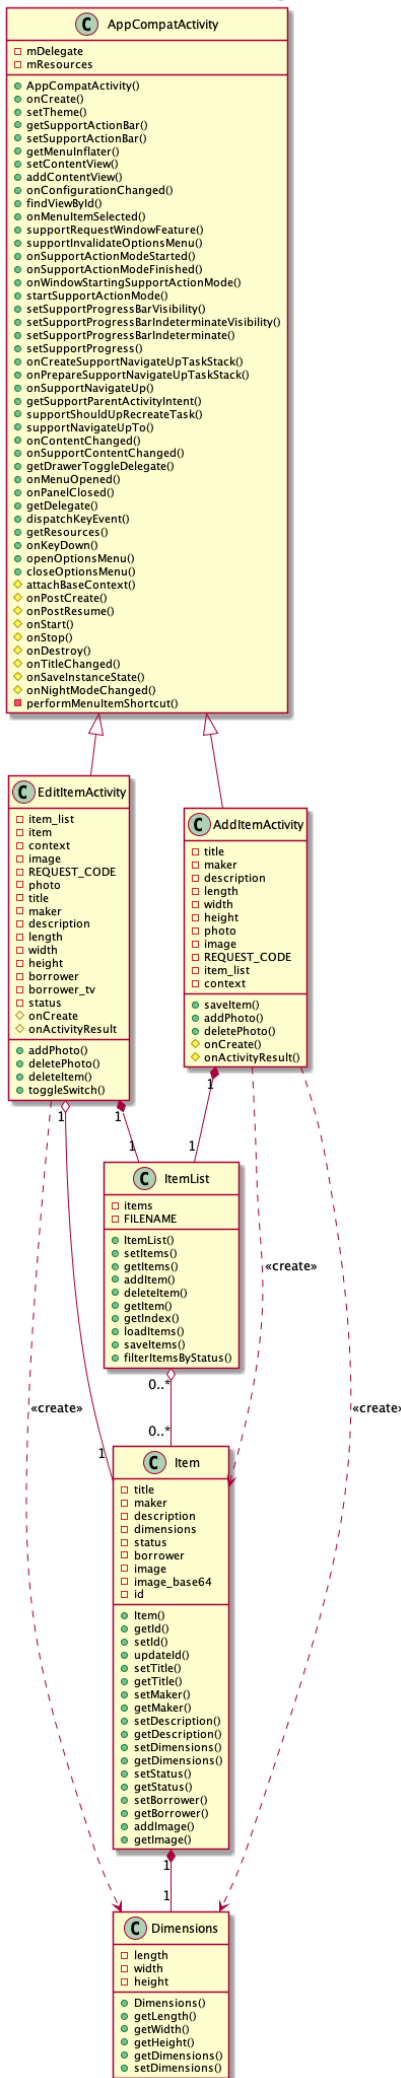 C AppCompatActivity
mDelegate
mResources
AppCompatActivity()
onCreate()
setTheme()
getSupportActionBar()
setSupportActionBar()
getMenuInflater()
setContentView()
addContentView()
onConfigurationChanged()
findViewById()
onMenuItemSelected()
supportRequestWindowFeature()
supportInvalidateOptionsMenu()
onSupportActionModeStarted()
onSupportActionModeFinished()
onWindowStartingSupportActionMode()
startSupportActionMode()
setSupportProgressBarVisibility()
setSupportProgressBarIndeterminateVisibility()
setSupportProgressBarIndeterminate()
setSupportProgress()
onCreateSupportNavigateUpTaskStack()
onPrepareSupportNavigateUpTaskStack()
onSupportNavigateUp()
getSupportParentActivityIntent()
supportShouldUpRecreateTask()
supportNavigateUpTo()
onContentChanged()
onSupportContentChanged()
getDrawerToggleDelegate()
onMenuOpened()
onPanelClosed()
getDelegate()
dispatchKeyEvent()
getResources()
onKeyDown()
openOptionsMenu()
closeOptionsMenu()
attachBaseContext()
onPostCreate()
onPostResume()
onStart()
onStop()
onDestroy()
onTitleChanged()
onSaveInstanceState()
onNightModeChanged()
performMenuItemShortcut()
C EditItemActivity
item_list
item
context
image
REQUEST_CODE
photo
title
maker
description
length
width
height
borrower
borrower_tv
status
onCreate
onActivityResult
addPhoto()
deletePhoto()
deleteItem()
toggleSwitch()
C AddItemActivity
title
maker
description
length
width
height
photo
image
REQUEST_CODE
item_list
context
saveItem()
addPhoto()
deletePhoto()
onCreate()
onActivityResult()
1
1
1
1
1
C ItemList
items
FILENAME
ItemList()
setItems()
getItems()
addItem()
deleteItem()
getItem()
getIndex()
loadItems()
saveItems()
filterItemsByStatus()
«create»
«create»
«create»
0..*
0..*
1
C Item
title
maker
description
dimensions
status
borrower
image
image_base64
id
Item()
getId()
setId()
updateId()
setTitle()
getTitle()
setMaker()
getMaker()
setDescription()
getDescription()
setDimensions()
getDimensions()
setStatus()
getStatus()
setBorrower()
getBorrower()
addImage()
getImage()
1
1
C Dimensions
length
width
height
Dimensions()
getLength()
getWidth()
getHeight()
getDimensions()
setDimensions()